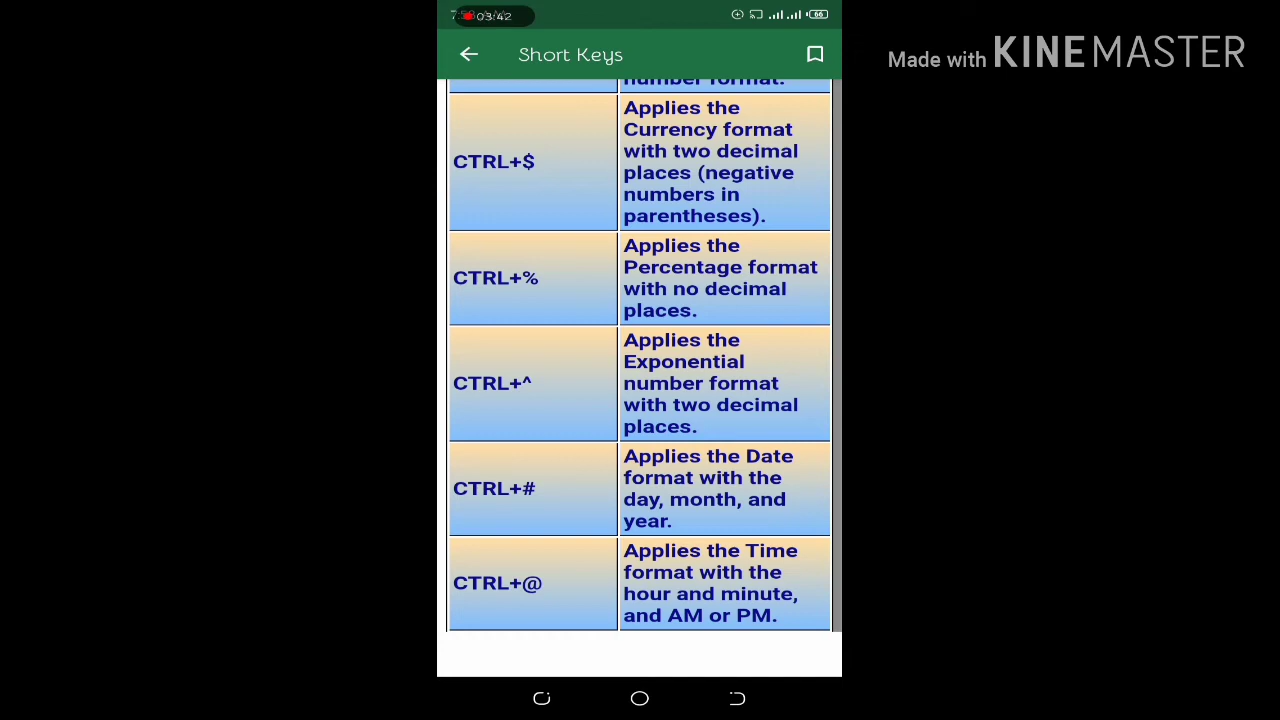 03:42
66
Short Keys
Made with KINEMASTER
number format.
CTRL+$
Applies the
Currency format
with two decimal
places (negative
numbers in
parentheses).
CTRL+%
Applies the
Percentage format
with no decimal
places.
CTRL+^
Applies the
Exponential
number format
with two decimal
places.
CTRL+#
Applies the Date
format with the
day, month, and
year.
CTRL+@
Applies the Time
format with the
hour and minute,
and AM or PM.